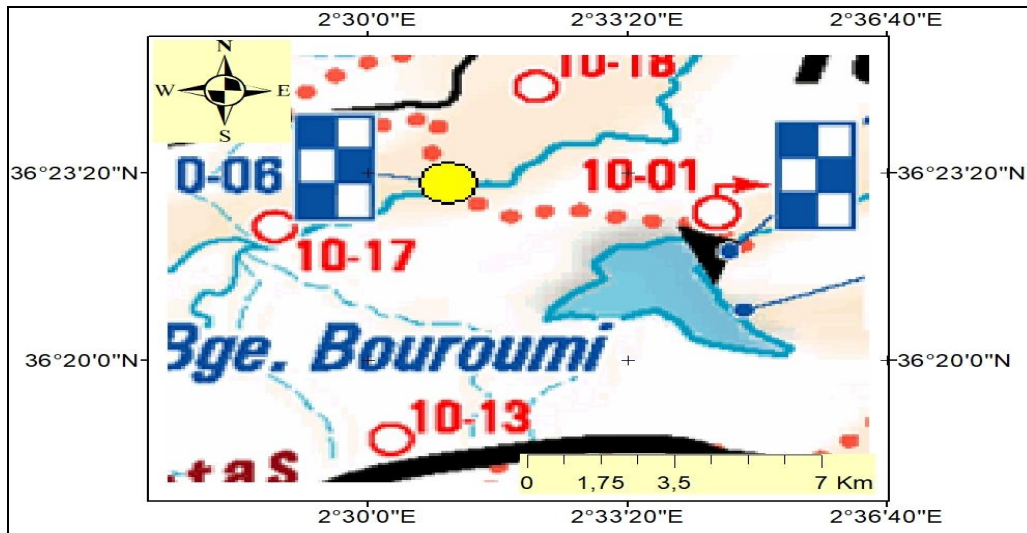 2°30'0"E 2°33'20"E 2°36'40"E
N
W E
S
10-18
36°23'20"N 0-06 10-01 36°23'20"N
10-17
36°20'0"N Bge. Bouroumi 36°20'0"N
10-13
tas
0 1,75 3,5 7 Km
2°30'0"E 2°33'20"E 2°36'40"E